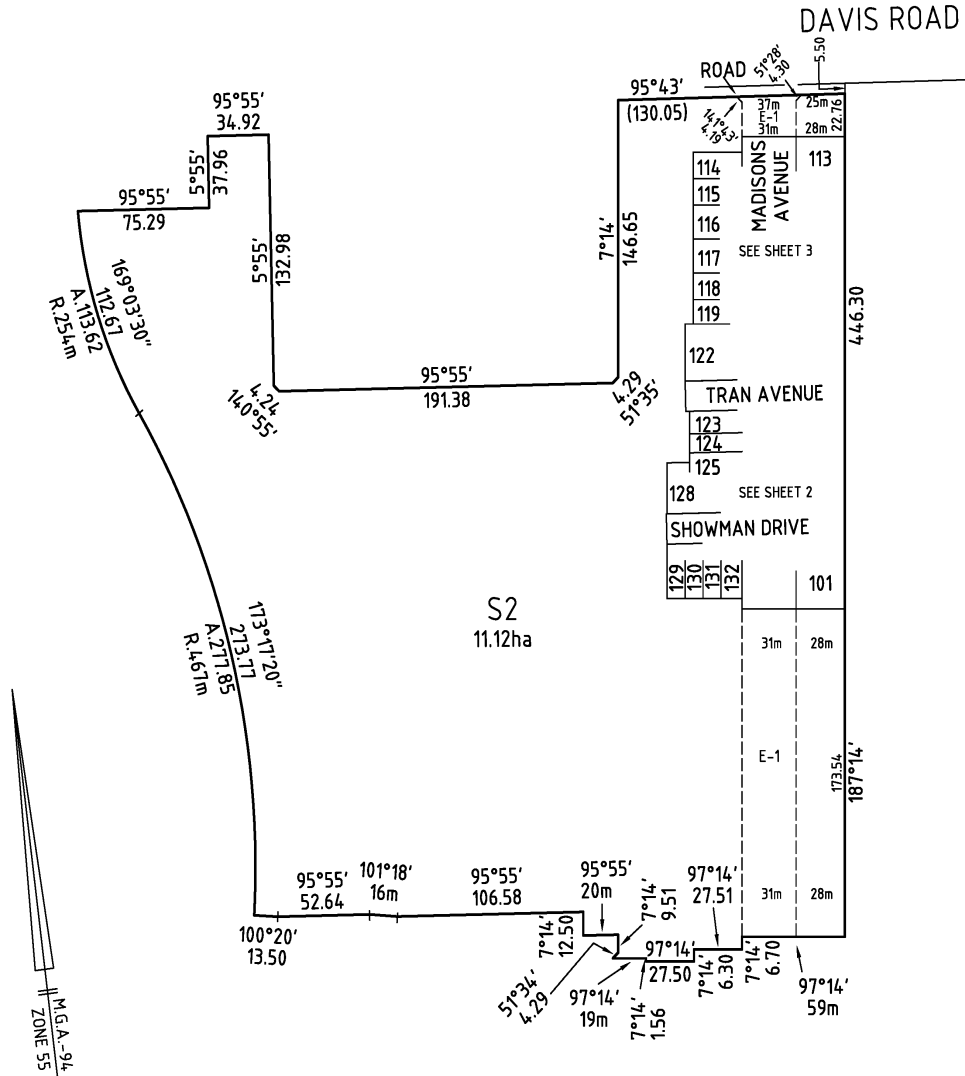 DAVIS ROAD
5.50
51°28'
4.30
ROAD
95°43'
(130.05)
141°43'
4.19
37m
E-1
31m
25m
28m
22.76
95°55'
34.92
5°55'
37.96
95°55'
75.29
5°55'
132.98
7°14'
146.65
114
115
116
117
118
119
MADISONS
AVENUE
113
SEE SHEET 3
446.30
169°03'30"
112.67
A.113.62
R.254m
122
4.24
140°55'
95°55'
191.38
4.29
51°35'
TRAN AVENUE
123
124
125
128
SEE SHEET 2
SHOWMAN DRIVE
129
130
131
132
101
S2
11.12ha
31m
28m
173°17'20"
273.77
A.277.85
R.467m
E-1
173.54
187°14'
31m
28m
95°55'
52.64
101°18'
16m
95°55'
106.58
95°55'
20m
7°14'
9.51
97°14'
27.51
100°20'
13.50
7°14'
12.50
51°34'
4.29
97°14'
19m
7°14'
1.56
97°14'
27.50
7°14'
6.30
7°14'
6.70
97°14'
59m
M.G.A.-94
ZONE 55